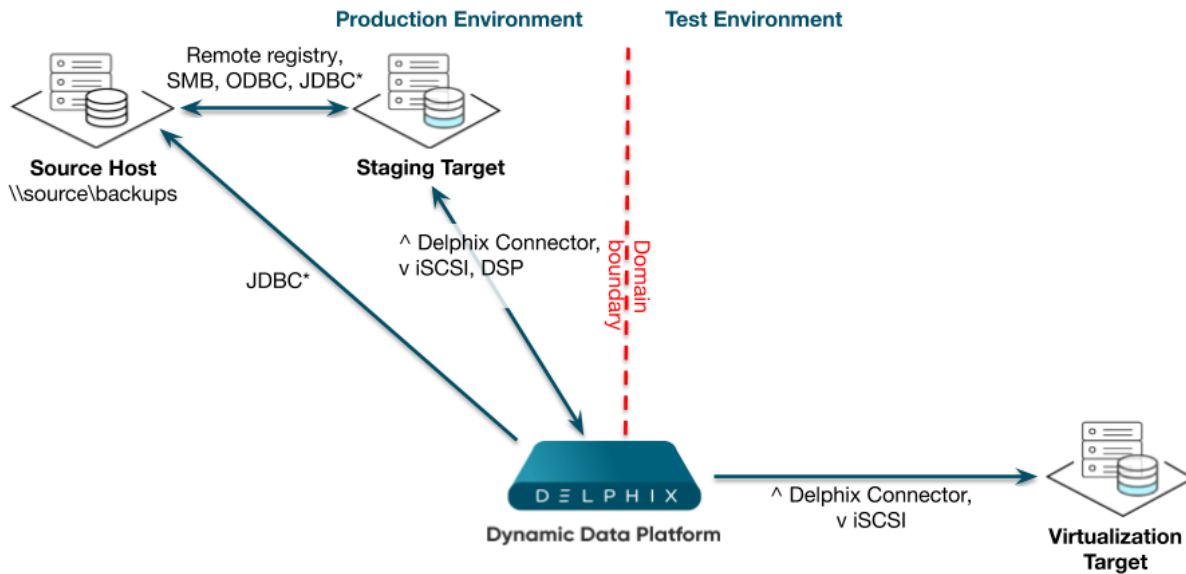 Production Environment
Test Environment
Remote registry,
SMB, ODBC, JDBC*
Source Host
\\source\backups
Staging Target
^ Delphix Connector,
v iSCSI, DSP
JDBC*
Domain
boundary
DELPHIX
Dynamic Data Platform
^ Delphix Connector,
v iSCSI
Virtualization
Target